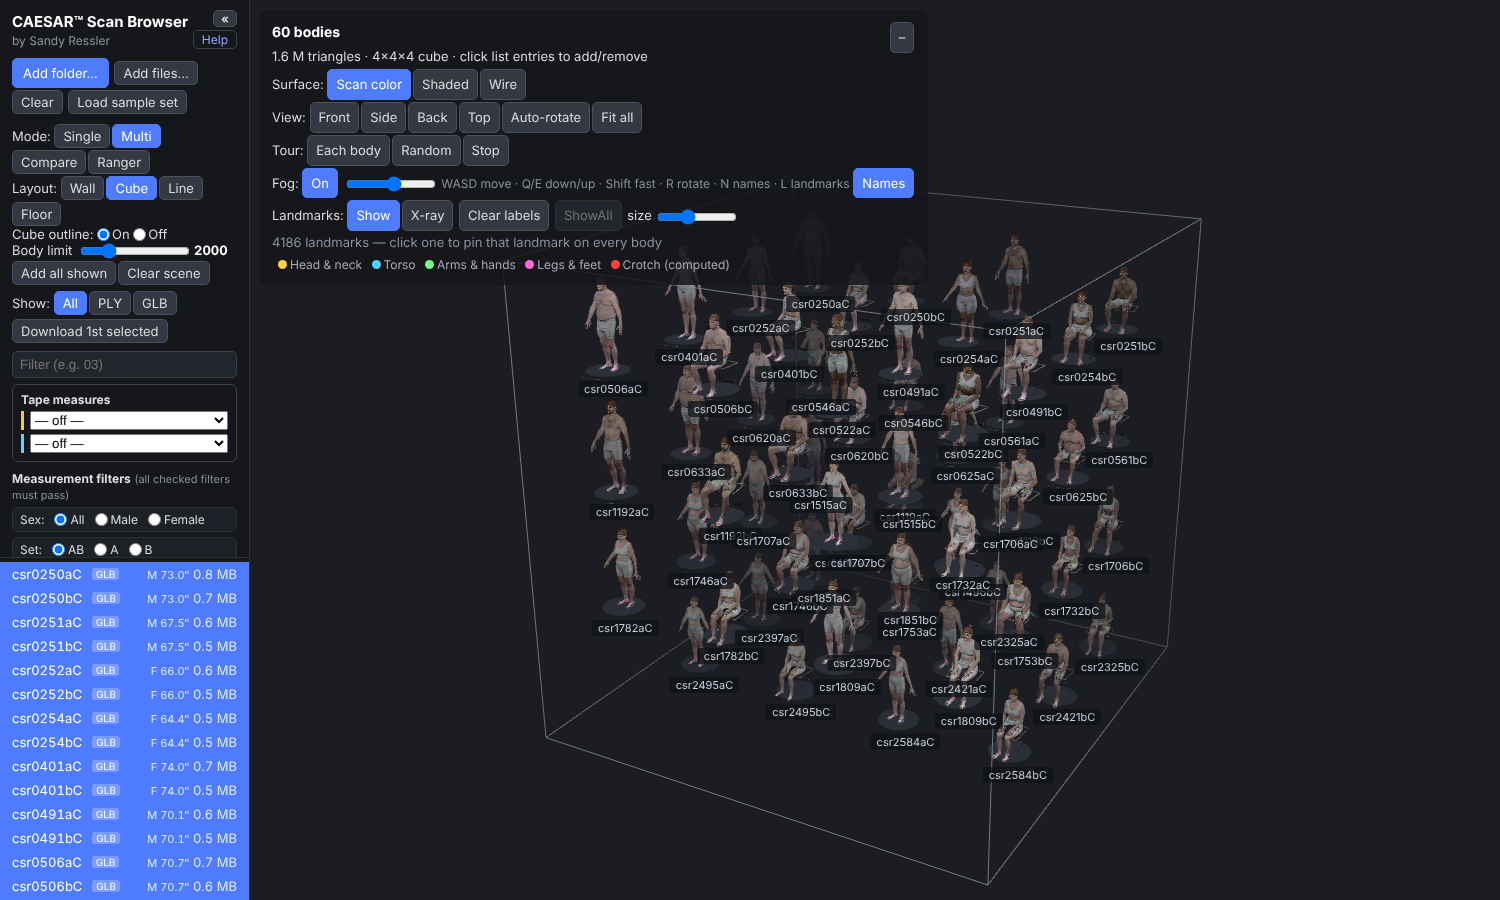 CAESAR™ Scan Browser
«
by Sandy Ressler
Help
Add folder...
Add files...
Clear
Load sample set
Mode: Single Multi
Compare Ranger
Layout: Wall Cube Line
Floor
Cube outline: On Off
Body limit 2000
Add all shown Clear scene
Show: All PLY GLB
Download 1st selected
Filter (e.g. 03)
Tape measures
— off —
— off —
Measurement filters (all checked filters
must pass)
Sex: All Male Female
Set: AB A B
csr0250aC GLB M 73.0″ 0.8 MB
csr0250bC GLB M 73.0″ 0.7 MB
csr0251aC GLB M 67.5″ 0.6 MB
csr0251bC GLB M 67.5″ 0.5 MB
csr0252aC GLB F 66.0″ 0.6 MB
csr0252bC GLB F 66.0″ 0.5 MB
csr0254aC GLB F 64.4″ 0.5 MB
csr0254bC GLB F 64.4″ 0.5 MB
csr0401aC GLB F 74.0″ 0.7 MB
csr0401bC GLB F 74.0″ 0.5 MB
csr0491aC GLB M 70.1″ 0.6 MB
csr0491bC GLB M 70.1″ 0.5 MB
csr0506aC GLB M 70.7″ 0.7 MB
csr0506bC GLB M 70.7″ 0.6 MB
60 bodies
–
1.6 M triangles · 4×4×4 cube · click list entries to add/remove
Surface: Scan color Shaded Wire
View: Front Side Back Top Auto-rotate Fit all
Tour: Each body Random Stop
Fog: On WASD move · Q/E down/up · Shift fast · R rotate · N names · L landmarks Names
Landmarks: Show X-ray Clear labels ShowAll size
4186 landmarks — click one to pin that landmark on every body
Head & neck Torso Arms & hands Legs & feet Crotch (computed)
csr0250aC
csr0250bC
csr0252aC
csr0251aC
csr0252bC
csr0251bC
csr0401aC
csr0254aC
csr0401bC
csr0254bC
csr0506aC
csr0491aC
csr0506bC
csr0546aC
csr0491bC
csr0546bC
csr0522aC
csr0620aC
csr0561aC
csr0522bC
csr0620bC
csr0561bC
csr0633aC
csr0625aC
csr0633bC
csr0625bC
csr1515aC
csr1192aC
csr1515bC
csr1707aC
csr1706aC
csr1707bC
csr1706bC
csr1746aC
csr1732aC
csr1851aC
csr1746bC
csr1732bC
csr1851bC
csr1782aC
csr1753aC
csr2397aC
csr2325aC
csr1782bC
csr2397bC
csr1753bC
csr2325bC
csr2495aC
csr1809aC
csr2421aC
csr2495bC
csr1809bC
csr2421bC
csr2584aC
csr2584bC